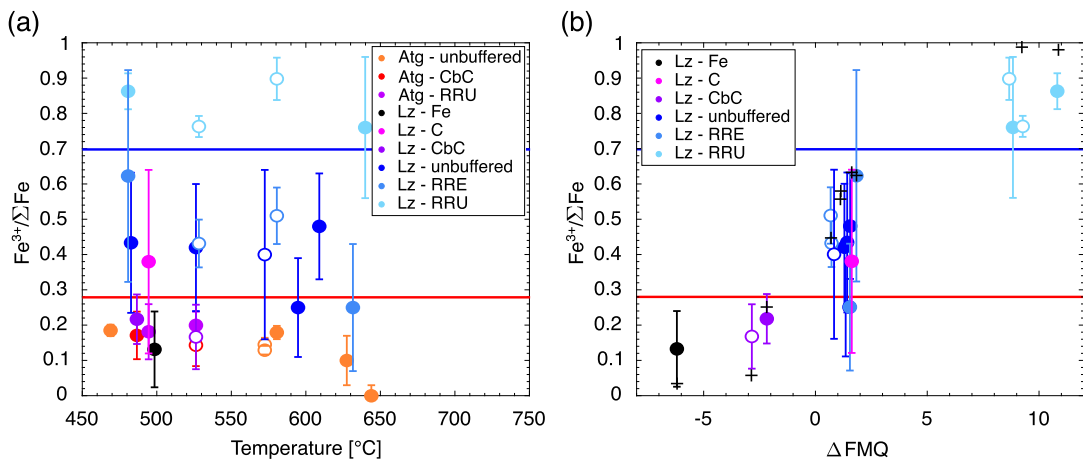 (a)
(b)
1
0.9
0.8
0.7
0.6
0.5
0.4
0.3
0.2
0.1
0
Fe³⁺/ΣFe
450 500 550 600 650 700 750
Temperature [°C]
Atg - unbuffered
Atg - CbC
Atg - RRU
Lz - Fe
Lz - C
Lz - CbC
Lz - unbuffered
Lz - RRE
Lz - RRU
1
0.9
0.8
0.7
0.6
0.5
0.4
0.3
0.2
0.1
0
Fe³⁺/ΣFe
-5 0 5 10
Δ FMQ
Lz - Fe
Lz - C
Lz - CbC
Lz - unbuffered
Lz - RRE
Lz - RRU